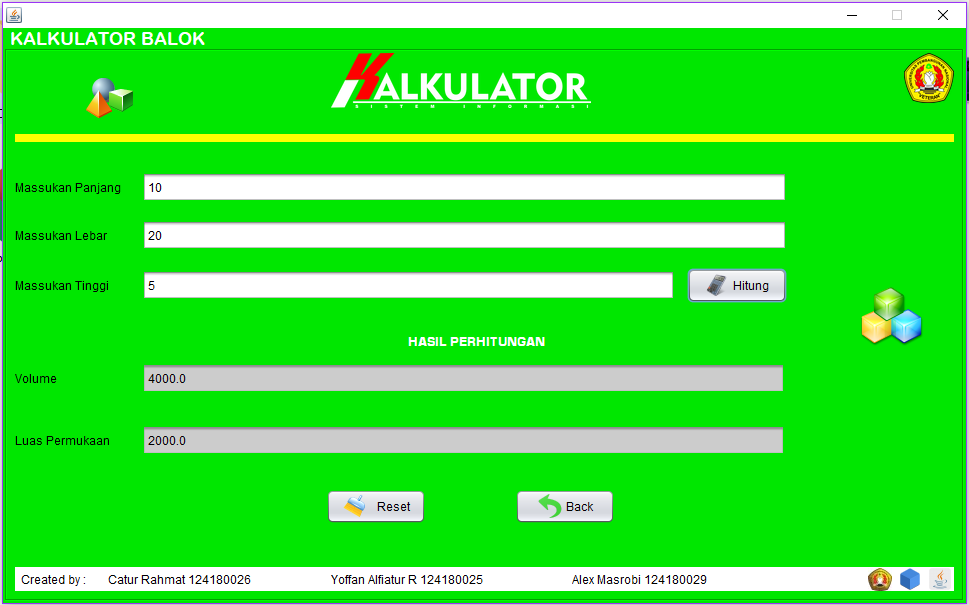 KALKULATOR BALOK
KALKULATOR
SISTEM INFORMASI
Massukan Panjang 10
Massukan Lebar 20
Massukan Tinggi 5 Hitung
HASIL PERHITUNGAN
Volume 4000.0
Luas Permukaan 2000.0
Reset Back
Created by : Catur Rahmat 124180026 Yoffan Alfiatur R 124180025 Alex Masrobi 124180029